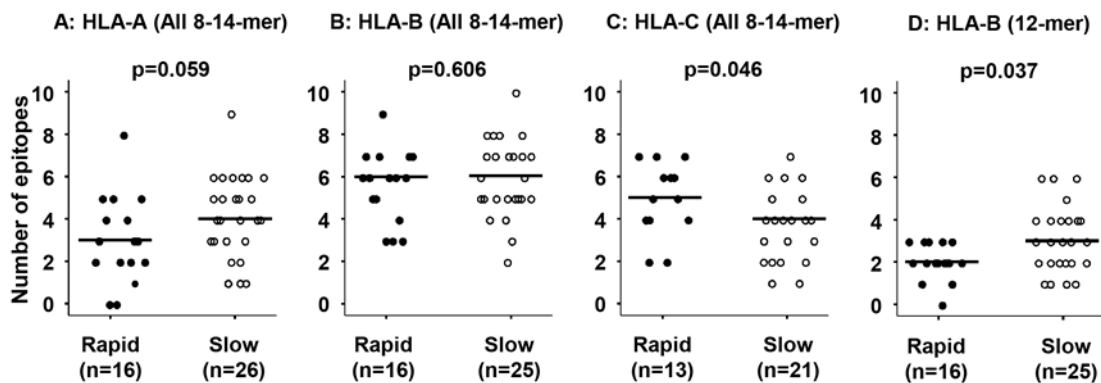 A: HLA-A (All 8-14-mer) B: HLA-B (All 8-14-mer) C: HLA-C (All 8-14-mer) D: HLA-B (12-mer)
p=0.059 p=0.606 p=0.046 p=0.037
Number of epitopes
10 10 10 10
8 8 8 8
6 6 6 6
4 4 4 4
2 2 2 2
0 0 0 0
Rapid Slow Rapid Slow Rapid Slow Rapid Slow
(n=16) (n=26) (n=16) (n=25) (n=13) (n=21) (n=16) (n=25)